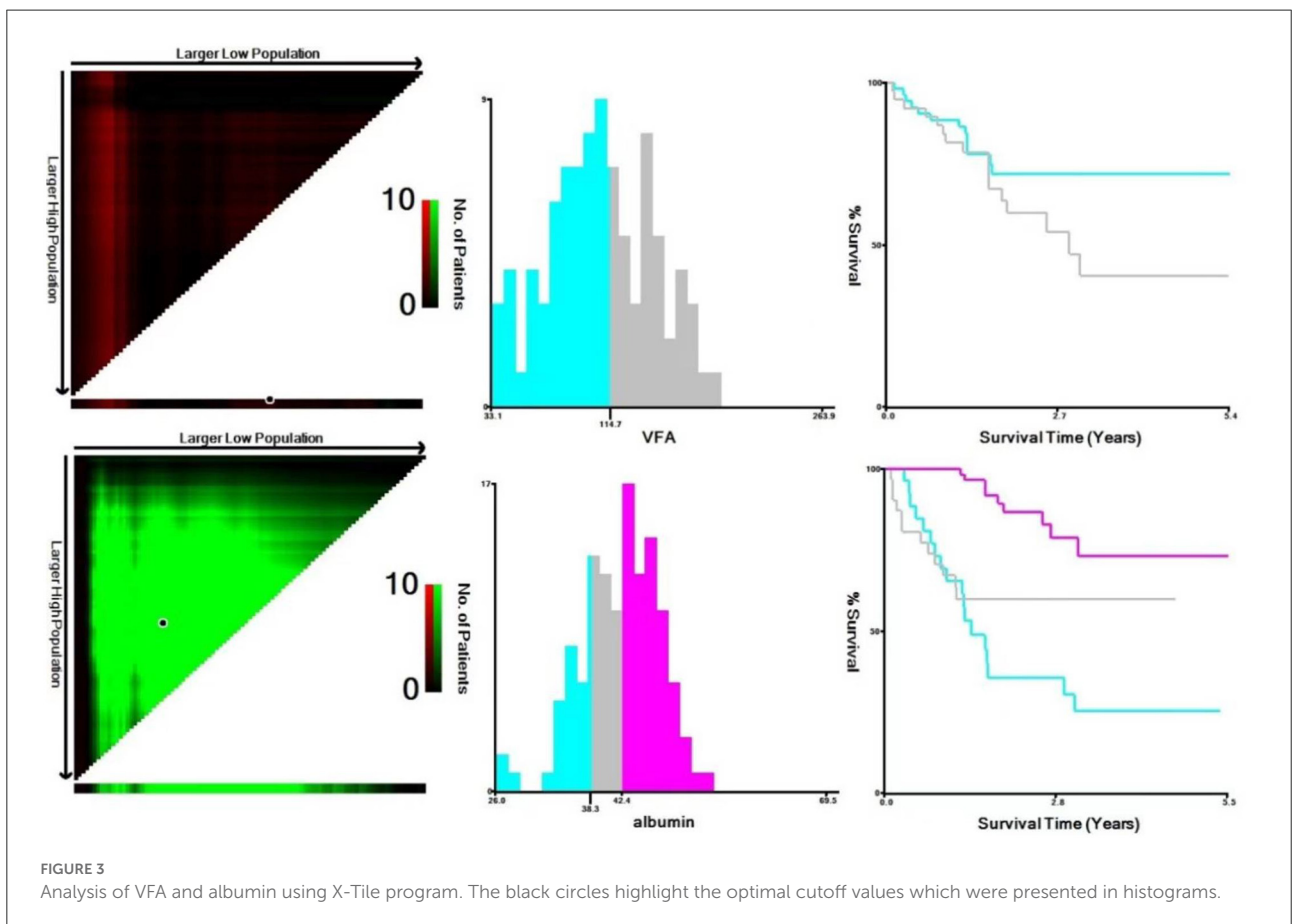 Larger Low Population
Larger High Population
10
0
No. of Patients
9
0
33.1
114.7
263.9
VFA
100
50
0
% Survival
0.0
2.7
5.4
Survival Time (Years)
Larger Low Population
Larger High Population
10
0
No. of Patients
17
0
26.0
38.3
42.4
69.5
albumin
100
50
0
% Survival
0.0
2.8
5.5
Survival Time (Years)
FIGURE 3
Analysis of VFA and albumin using X-Tile program. The black circles highlight the optimal cutoff values which were presented in histograms.